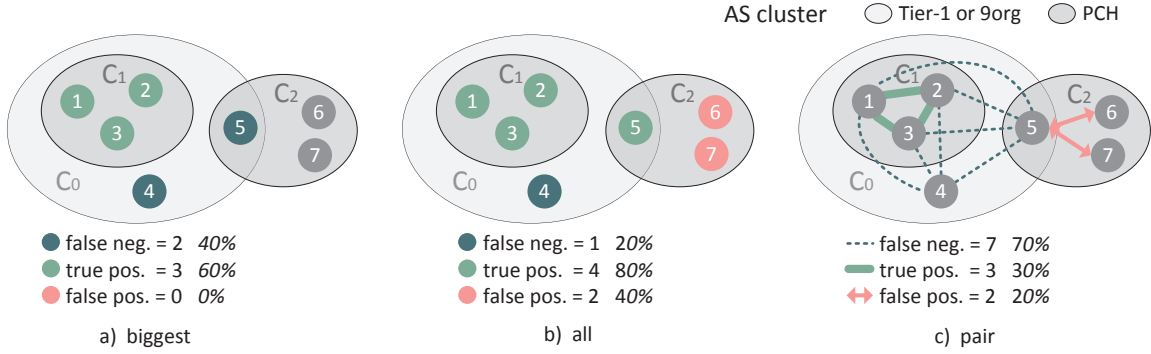 AS cluster Tier-1 or 9org PCH
C1
1 2 3
C2
5 6 7
C0
4
false neg. = 2 40%
true pos. = 3 60%
false pos. = 0 0%
a) biggest
C1
1 2 3
C2
5 6 7
C0
4
false neg. = 1 20%
true pos. = 4 80%
false pos. = 2 40%
b) all
C1
1 2 3
C2
5 6 7
C0
4
false neg. = 7 70%
true pos. = 3 30%
false pos. = 2 20%
c) pair